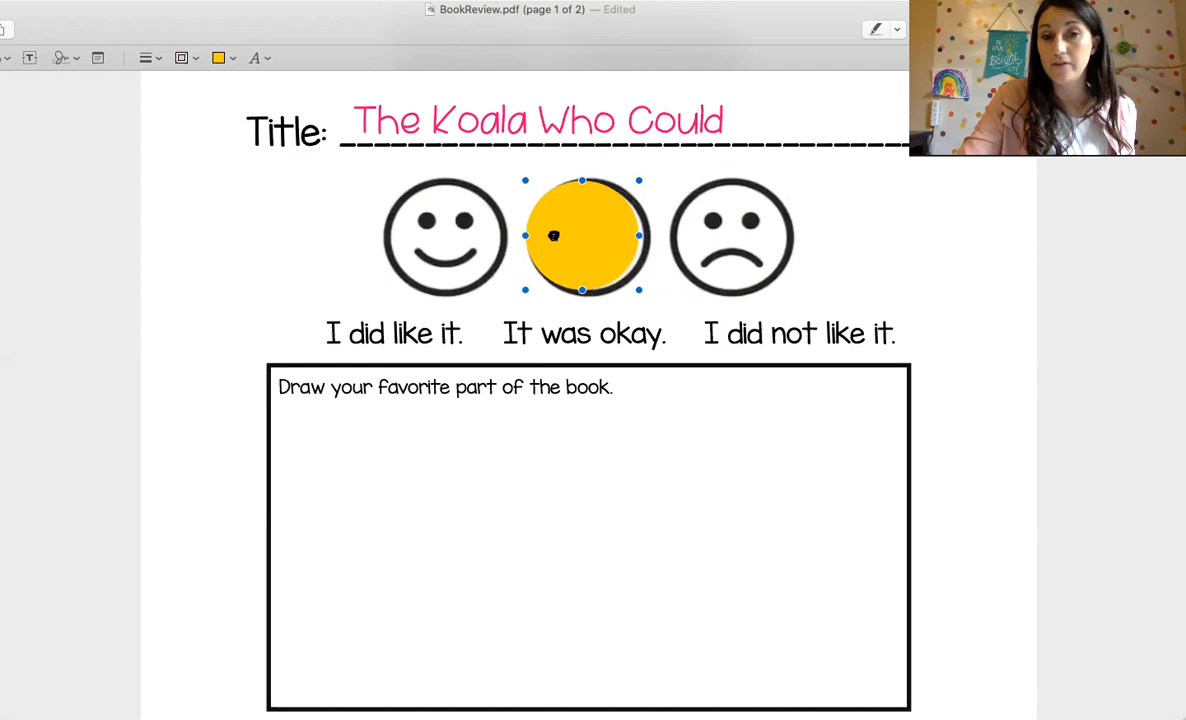 BookReview.pdf (page 1 of 2) — Edited
A
Title: The Koala Who Could
I did like it. It was okay. I did not like it.
Draw your favorite part of the book.